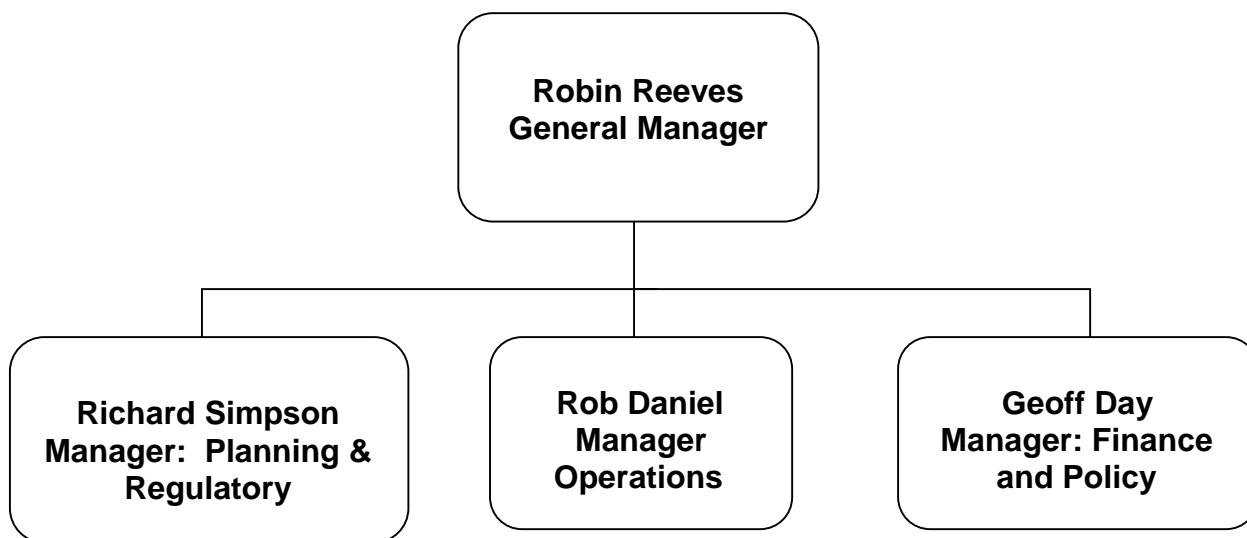 Robin Reeves
General Manager
Richard Simpson
Manager:  Planning &
Regulatory
Rob Daniel
Manager
Operations
Geoff Day
Manager: Finance
and Policy